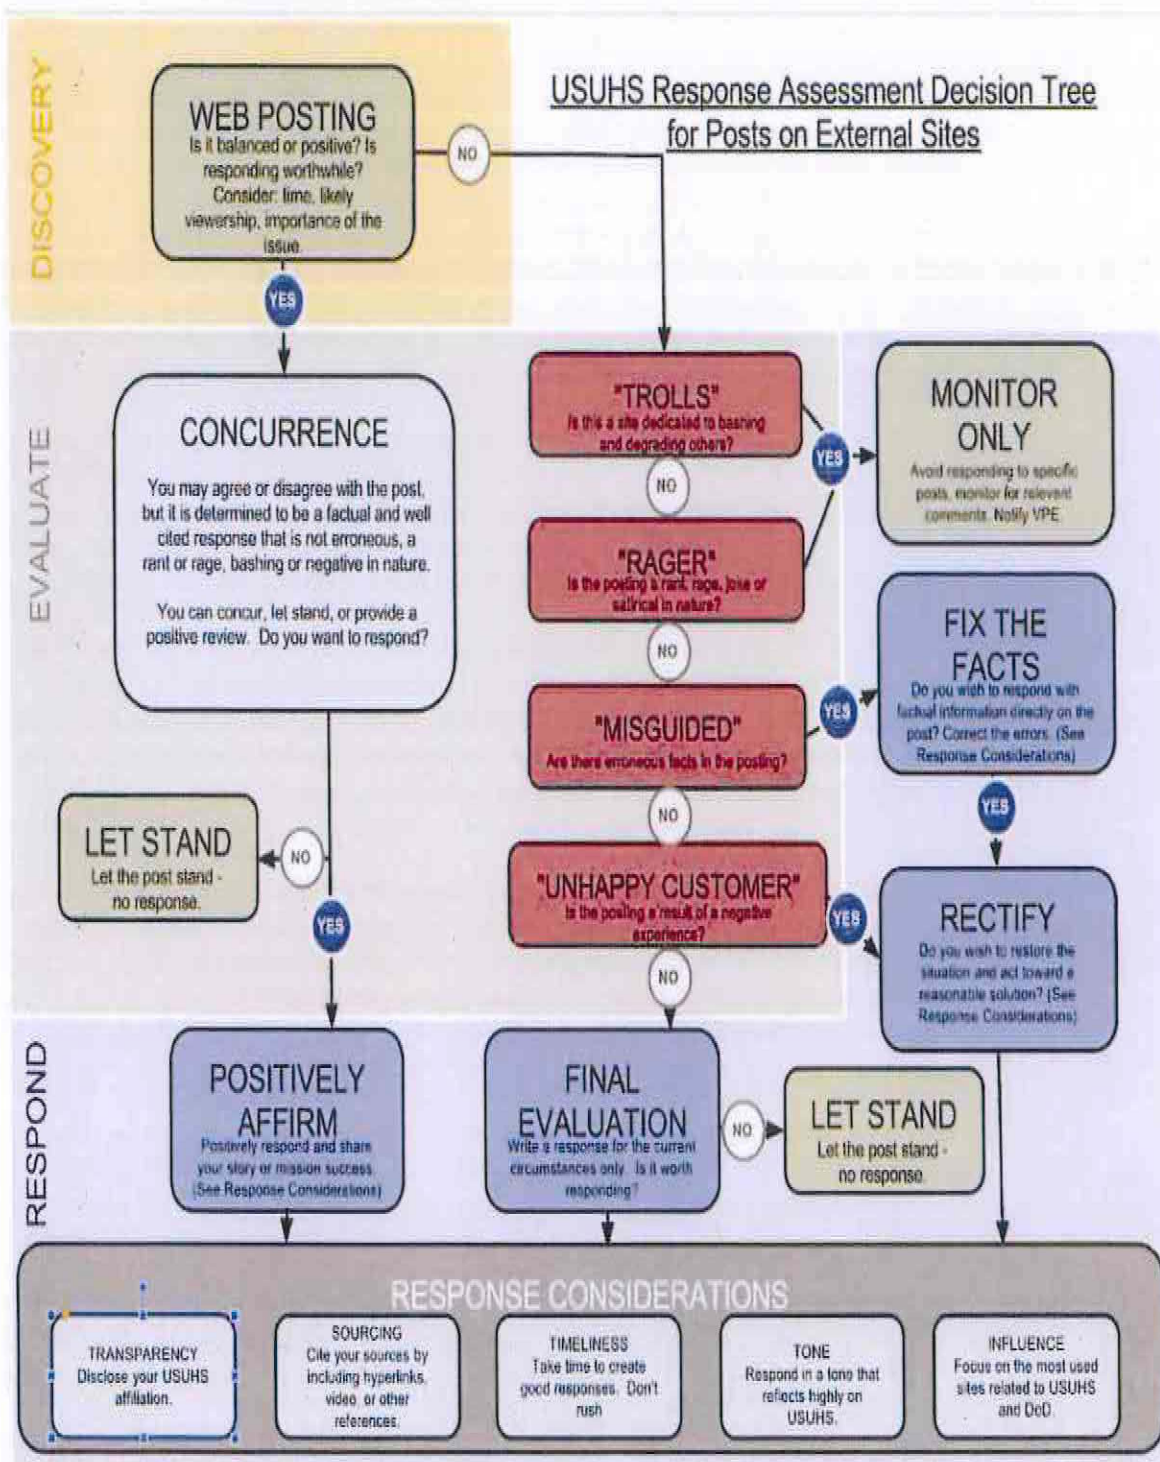 USUHS Response Assessment Decision Tree
for Posts on External Sites
DISCOVERY
WEB POSTING
Is it balanced or positive? Is
responding worthwhile?
Consider: time, likely
viewership, importance of the
issue.
NO
YES
EVALUATE
CONCURRENCE
You may agree or disagree with the post,
but it is determined to be a factual and well
cited response that is not erroneous, a
rant or rage, bashing or negative in nature.
You can concur, let stand, or provide a
positive review. Do you want to respond?
"TROLLS"
Is this a site dedicated to bashing
and degrading others?
YES
MONITOR
ONLY
Avoid responding to specific
posts, monitor for relevant
comments. Notify VPE
NO
"RAGER"
Is the posting a rant, rage, joke or
satirical in nature?
NO
"MISGUIDED"
Are there erroneous facts in the posting?
YES
FIX THE
FACTS
Do you wish to respond with
factual information directly on the
post? Correct the errors. (See
Response Considerations)
YES
NO
LET STAND
Let the post stand -
no response.
NO
YES
"UNHAPPY CUSTOMER"
Is the posting a result of a negative
experience?
YES
RECTIFY
Do you wish to restore the
situation and act toward a
reasonable solution? (See
Response Considerations)
NO
RESPOND
POSITIVELY
AFFIRM
Positively respond and share
your story or mission success.
(See Response Considerations)
FINAL
EVALUATION
Write a response for the current
circumstances only. Is it worth
responding?
NO
LET STAND
Let the post stand -
no response.
RESPONSE CONSIDERATIONS
TRANSPARENCY
Disclose your USUHS
affiliation.
SOURCING
Cite your sources by
including hyperlinks,
video, or other
references.
TIMELINESS
Take time to create
good responses. Don't
rush
TONE
Respond in a tone that
reflects highly on
USUHS.
INFLUENCE
Focus on the most used
sites related to USUHS
and DoD.